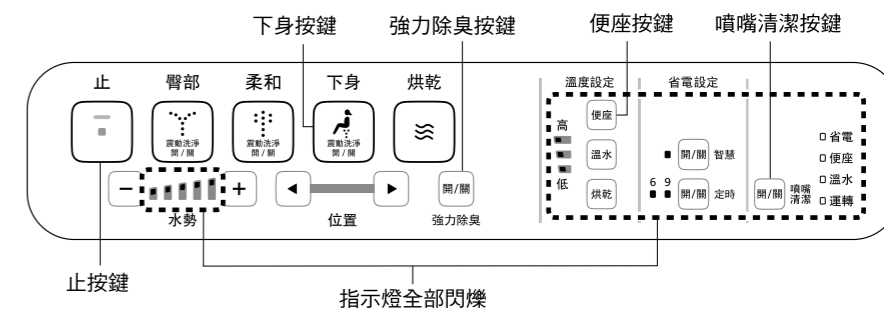 下身按鍵 強力除臭按鍵 便座按鍵 噴嘴清潔按鍵
止 臀部 柔和 下身 烘乾 溫度設定 省電設定
震動洗淨 震動洗淨 震動洗淨
開/關 開/關 開/關
高 便座
溫水 開/關 智慧
低 烘乾 6 9 開/關 定時 開/關 噴嘴
清潔
省電
便座
溫水
運轉
− + ◀ ▶ 開/關
水勢 位置 強力除臭
止按鍵
指示燈全部閃爍